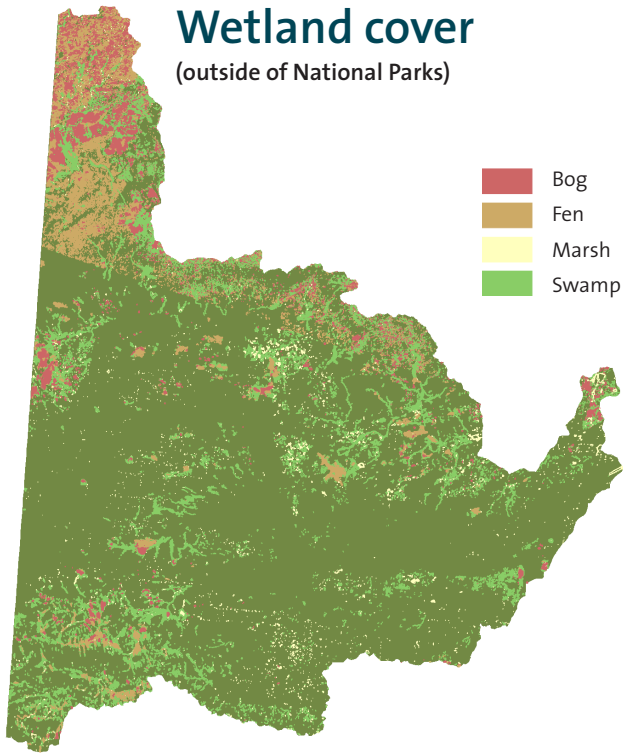 Wetland cover
(outside of National Parks)
Bog
Fen
Marsh
Swamp